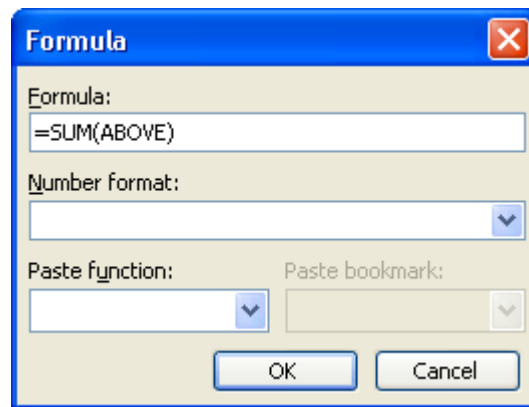 Formula
Formula:
=SUM(ABOVE)
Number format:
Paste function: Paste bookmark:
OK Cancel